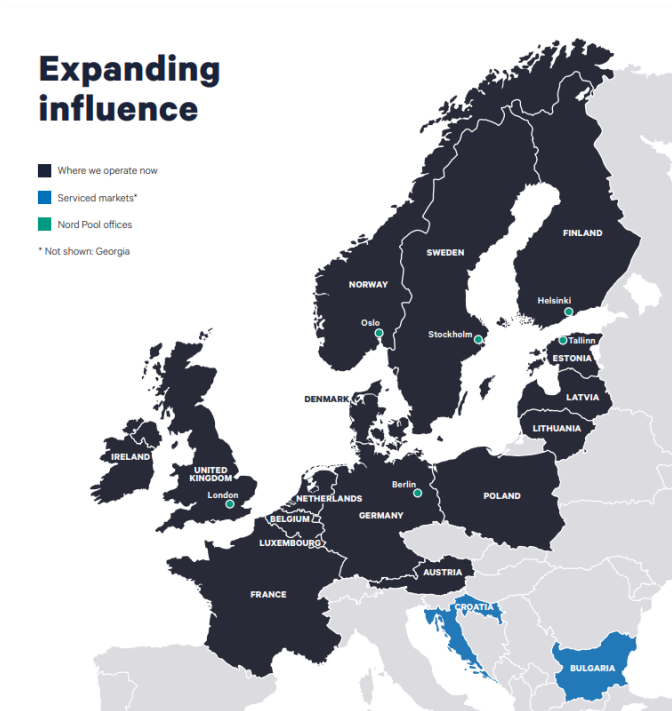 Expanding
influence
Where we operate now
Serviced markets*
Nord Pool offices
* Not shown: Georgia
FINLAND
SWEDEN
NORWAY
Helsinki
Oslo
Stockholm
Tallinn
ESTONIA
DENMARK
LATVIA
LITHUANIA
IRELAND
UNITED
KINGDOM
London
Berlin
NETHERLANDS
POLAND
GERMANY
BELGIUM
LUXEMBOURG
AUSTRIA
FRANCE
CROATIA
BULGARIA